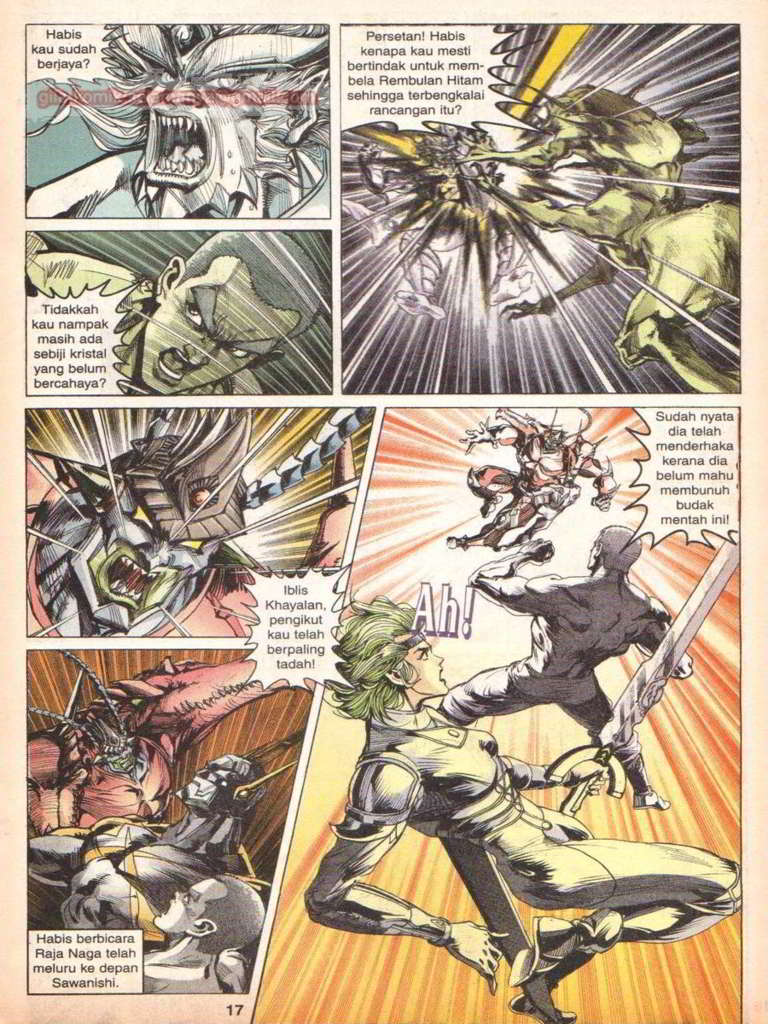 Habis
kau sudah
berjaya?
Persetan! Habis
kenapa kau mesti
bertindak untuk mem-
bela Rembulan Hitam
sehingga terbengkalai
rancangan itu?
Tidakkah
kau nampak
masih ada
sebiji kristal
yang belum
bercahaya?
Iblis
Khayalan,
pengikut
kau telah
berpaling
tadah!
Sudah nyata
dia telah
menderhaka
kerana dia
belum mahu
membunuh
budak
mentah ini!
Ah!
Habis berbicara
Raja Naga telah
meluru ke depan
Sawanishi.
17